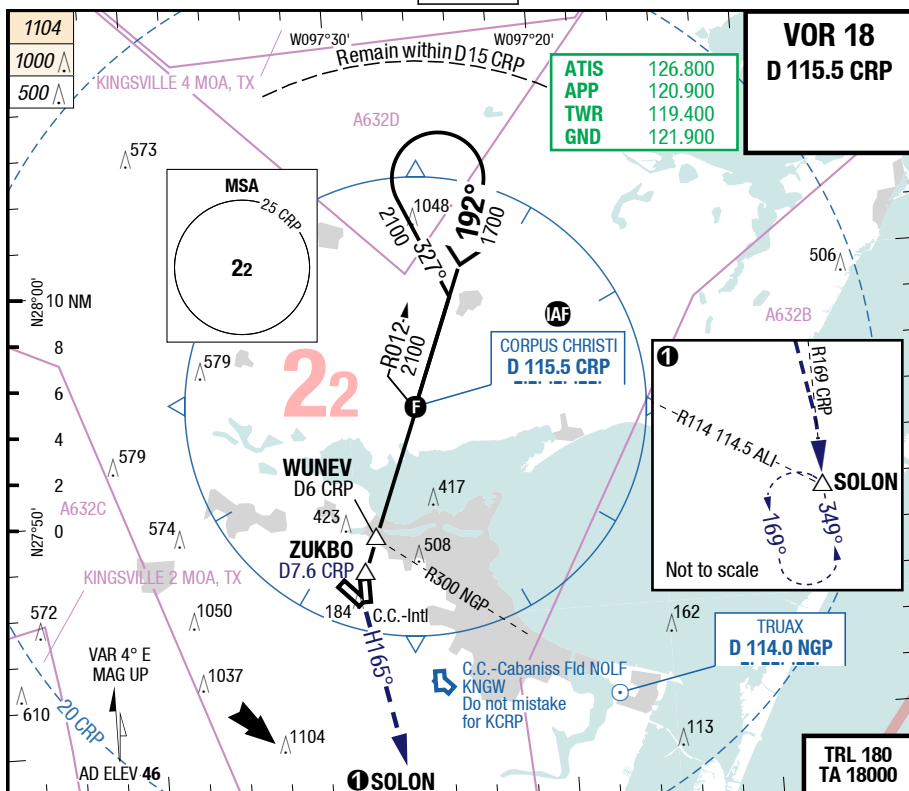 1104
1000
500
W097°30'
W097°20'
Remain within D15 CRP
KINGSVILLE 4 MOA, TX
A632D
ATIS 126.800
APP 120.900
TWR 119.400
GND 121.900
VOR 18
D 115.5 CRP
573
MSA
25 CRP
22
1048
2100
327°
192°
1700
506
N28°00'
10 NM
8
6
4
2
0
N27°50'
R012
2100
IAF
CORPUS CHRISTI
D 115.5 CRP
A632B
579
22
F
1
R169 CRP
R114 114.5 ALI
SOLON
169°
349°
Not to scale
579
A632C
WUNEV
D6 CRP
417
423
574
508
ZUKBO
D7.6 CRP
R300 NGP
KINGSVILLE 2 MOA, TX
184
C.C.-Intl
1050
572
162
H165°
TRUAX
D 114.0 NGP
VAR 4° E
MAG UP
1037
C.C.-Cabaniss Fld NOLF
KNGW
Do not mistake
for KCRP
610
20 CRP
1104
113
AD ELEV 46
1 SOLON
TRL 180
TA 18000